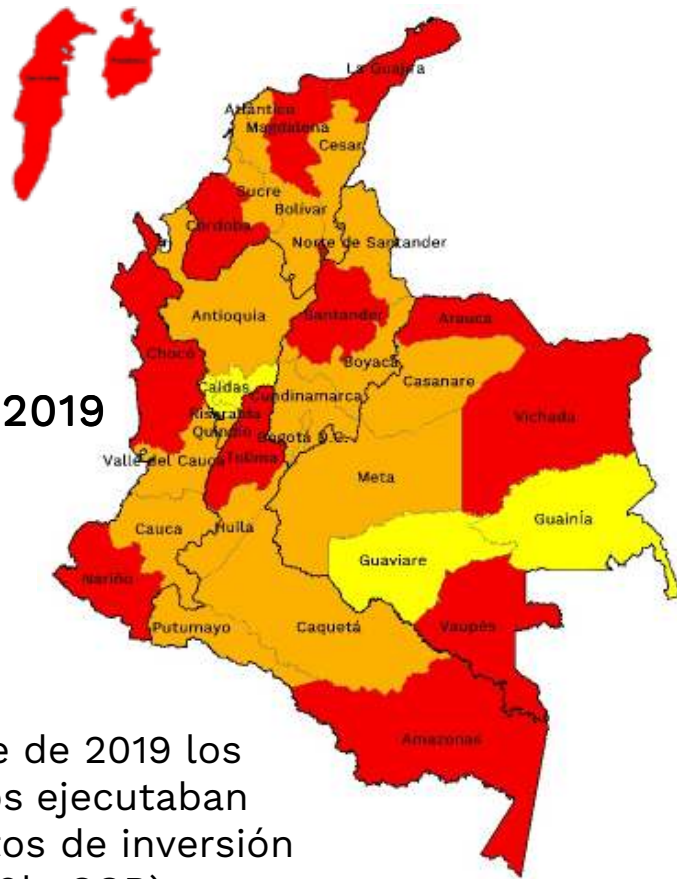 La Guajira
Atlántico
Magdalena
Cesar
Sucre
Bolívar
Córdoba
Norte de Santander
Antioquia
Santander
Arauca
Chocó
Boyacá
Casanare
Caldas
Cundinamarca
2019
Risaralda
Vichada
Quindío
Bogotá D.C.
Valle del Cauca
Tolima
Meta
Guainía
Cauca
Huila
Guaviare
Nariño
Putumayo
Caquetá
Vaupés
Amazonas
e de 2019 los
os ejecutaban
tos de inversión